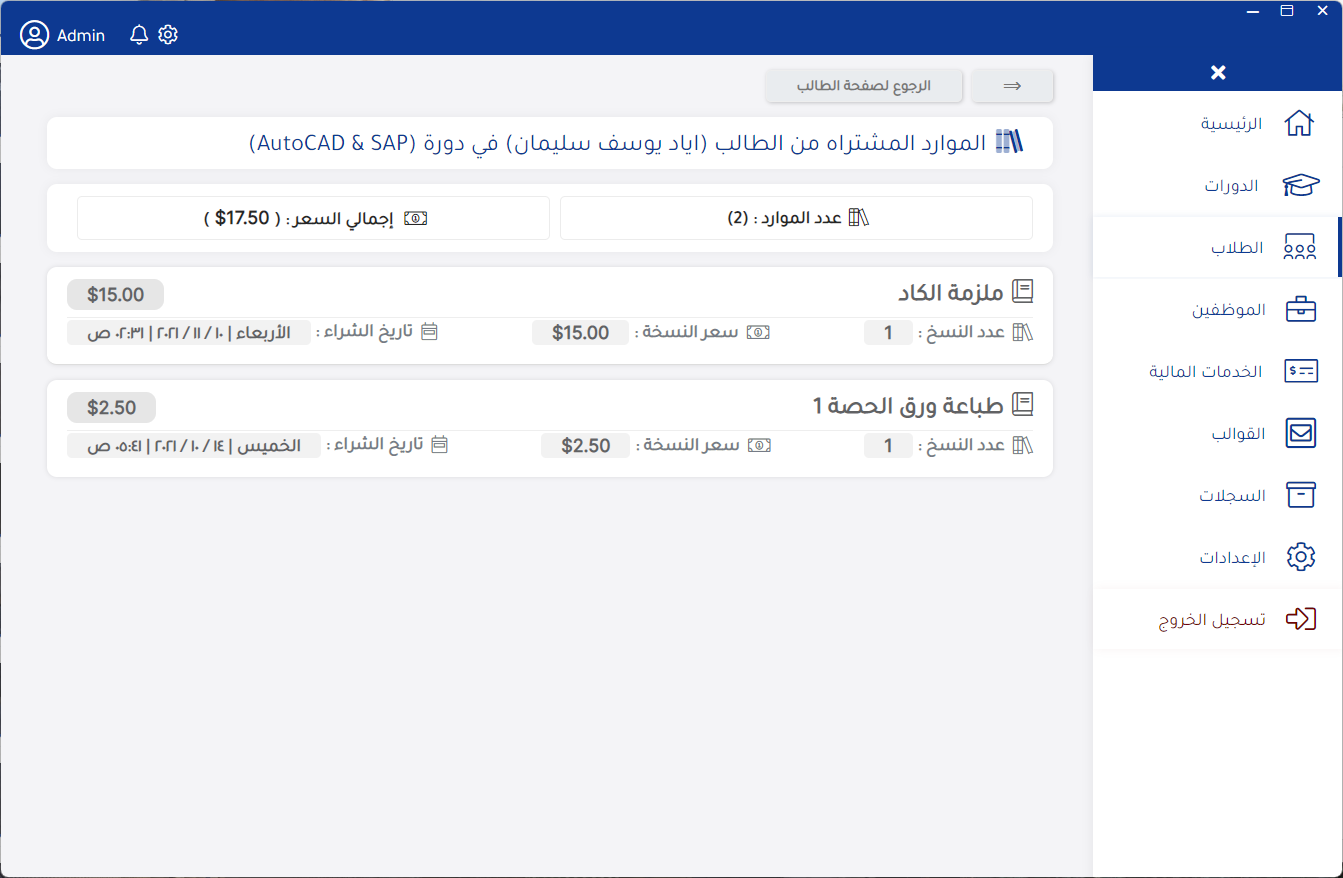 Admin
الرئيسية
الدورات
الطلاب
الموظفين
الخدمات المالية
القوالب
السجلات
الإعدادات
تسجيل الخروج
⇒
الرجوع لصفحة الطالب
الموارد المشتراه من الطالب (اياد يوسف سليمان) في دورة (AutoCAD & SAP)
عدد الموارد : (2)
إجمالي السعر : ( $17.50 )
ملزمة الكاد
$15.00
عدد النسخ : 1
سعر النسخة : $15.00
تاريخ الشراء : الأربعاء | ١٠ / ١١ / ٢٠٢١ | ٠٢:٣١ ص
طباعة ورق الحصة 1
$2.50
عدد النسخ : 1
سعر النسخة : $2.50
تاريخ الشراء : الخميس | ١٤ / ١٠ / ٢٠٢١ | ٠٥:٤١ ص